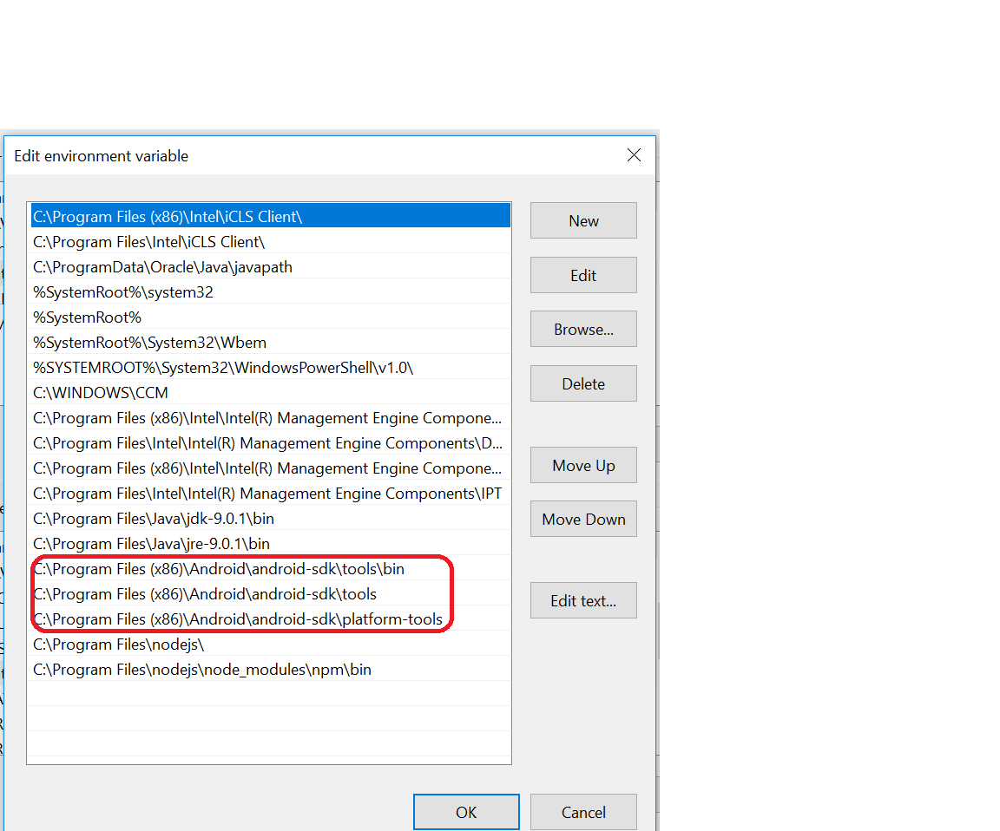 Edit environment variable
C:\Program Files (x86)\Intel\iCLS Client\
C:\Program Files\Intel\iCLS Client\
C:\ProgramData\Oracle\Java\javapath
%SystemRoot%\system32
%SystemRoot%
%SystemRoot%\System32\Wbem
%SYSTEMROOT%\System32\WindowsPowerShell\v1.0\
C:\WINDOWS\CCM
C:\Program Files (x86)\Intel\Intel(R) Management Engine Compone...
C:\Program Files\Intel\Intel(R) Management Engine Components\D...
C:\Program Files (x86)\Intel\Intel(R) Management Engine Compone...
C:\Program Files\Intel\Intel(R) Management Engine Components\IPT
C:\Program Files\Java\jdk-9.0.1\bin
C:\Program Files\Java\jre-9.0.1\bin
C:\Program Files (x86)\Android\android-sdk\tools\bin
C:\Program Files (x86)\Android\android-sdk\tools
C:\Program Files (x86)\Android\android-sdk\platform-tools
C:\Program Files\nodejs\
C:\Program Files\nodejs\node_modules\npm\bin
New
Edit
Browse...
Delete
Move Up
Move Down
Edit text...
OK
Cancel